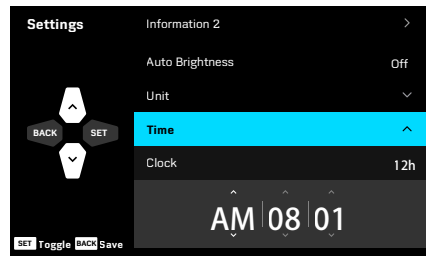 Settings
Information 2
Auto Brightness Off
Unit
BACK SET
Time
Clock 12h
AM 08 01
SET Toggle BACK Save